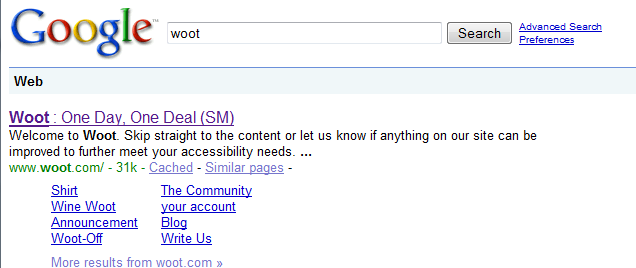 Google™ woot Search Advanced Search
Preferences
Web
Woot : One Day, One Deal (SM)
Welcome to Woot. Skip straight to the content or let us know if anything on our site can be
improved to further meet your accessibility needs. ...
www.woot.com/ - 31k - Cached - Similar pages -
Shirt The Community
Wine Woot your account
Announcement Blog
Woot-Off Write Us
More results from woot.com »